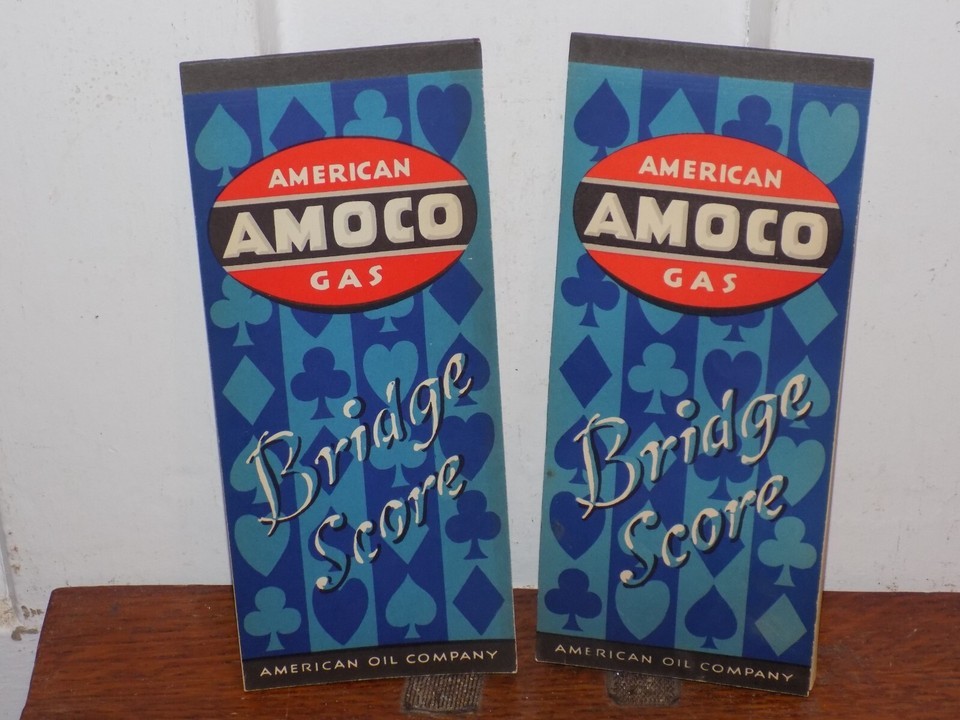 AMERICAN
AMOCO
GAS
Bridge
Score
AMERICAN OIL COMPANY
AMERICAN
AMOCO
GAS
Bridge
Score
AMERICAN OIL COMPANY